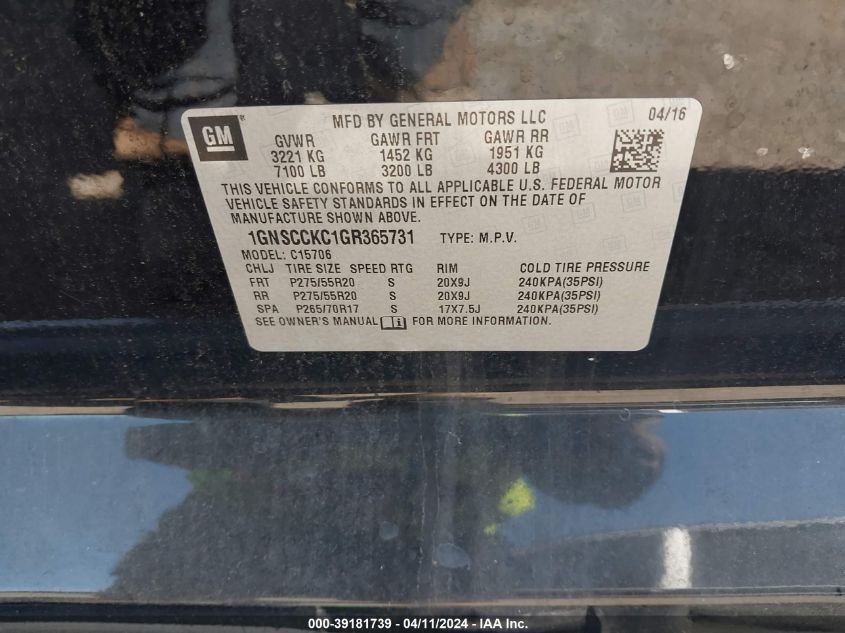 MFD BY GENERAL MOTORS LLC 04/16
GM
GVWR GAWR FRT GAWR RR
3221 KG 1452 KG 1951 KG
7100 LB 3200 LB 4300 LB
THIS VEHICLE CONFORMS TO ALL APPLICABLE U.S. FEDERAL MOTOR
VEHICLE SAFETY STANDARDS IN EFFECT ON THE DATE OF
MANUFACTURE SHOWN ABOVE.
1GNSCCKC1GR365731 TYPE: M.P.V.
MODEL: C15706
CHLJ TIRE SIZE SPEED RTG RIM COLD TIRE PRESSURE
FRT P275/55R20 S 20X9J 240KPA(35PSI)
RR P275/55R20 S 20X9J 240KPA(35PSI)
SPA P265/70R17 S 17X7.5J 240KPA(35PSI)
SEE OWNER'S MANUAL FOR MORE INFORMATION.
000-39181739 - 04/11/2024 - IAA Inc.